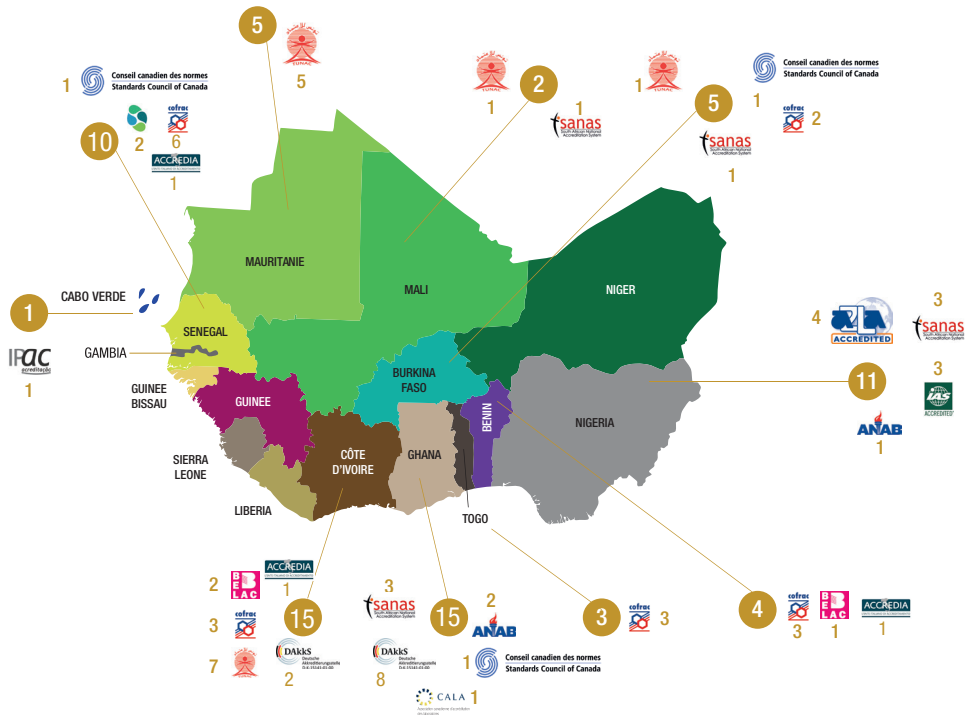 5
تونس للإعتماد
TUNAC
5
1
Conseil canadien des normes
Standards Council of Canada
2
cofrac
6
ACCREDIA
1
10
TUNAC
1
2
1
sanas
South African National
Accreditation System
1
TUNAC
Conseil canadien des normes
Standards Council of Canada
1
5
cofrac
2
sanas
South African National
Accreditation System
1
MAURITANIE
MALI
NIGER
CABO VERDE
1
IPac
acreditação
1
SENEGAL
GAMBIA
GUINEE
BISSAU
GUINEE
SIERRA
LEONE
LIBERIA
CÔTE
D'IVOIRE
BURKINA
FASO
GHANA
TOGO
BENIN
NIGERIA
4
A2LA
ACCREDITED
3
sanas
South African National
Accreditation System
3
IAS
ACCREDITED
11
ANAB
1
2
BELAC
ACCREDIA
1
3
cofrac
15
7
TUNAC
DAkkS
Deutsche
Akkreditierungsstelle
2
3
sanas
South African National
Accreditation System
15
2
ANAB
DAkkS
Deutsche
Akkreditierungsstelle
8
1
Conseil canadien des normes
Standards Council of Canada
CALA
1
3
cofrac
3
4
cofrac
3
BELAC
1
ACCREDIA
1